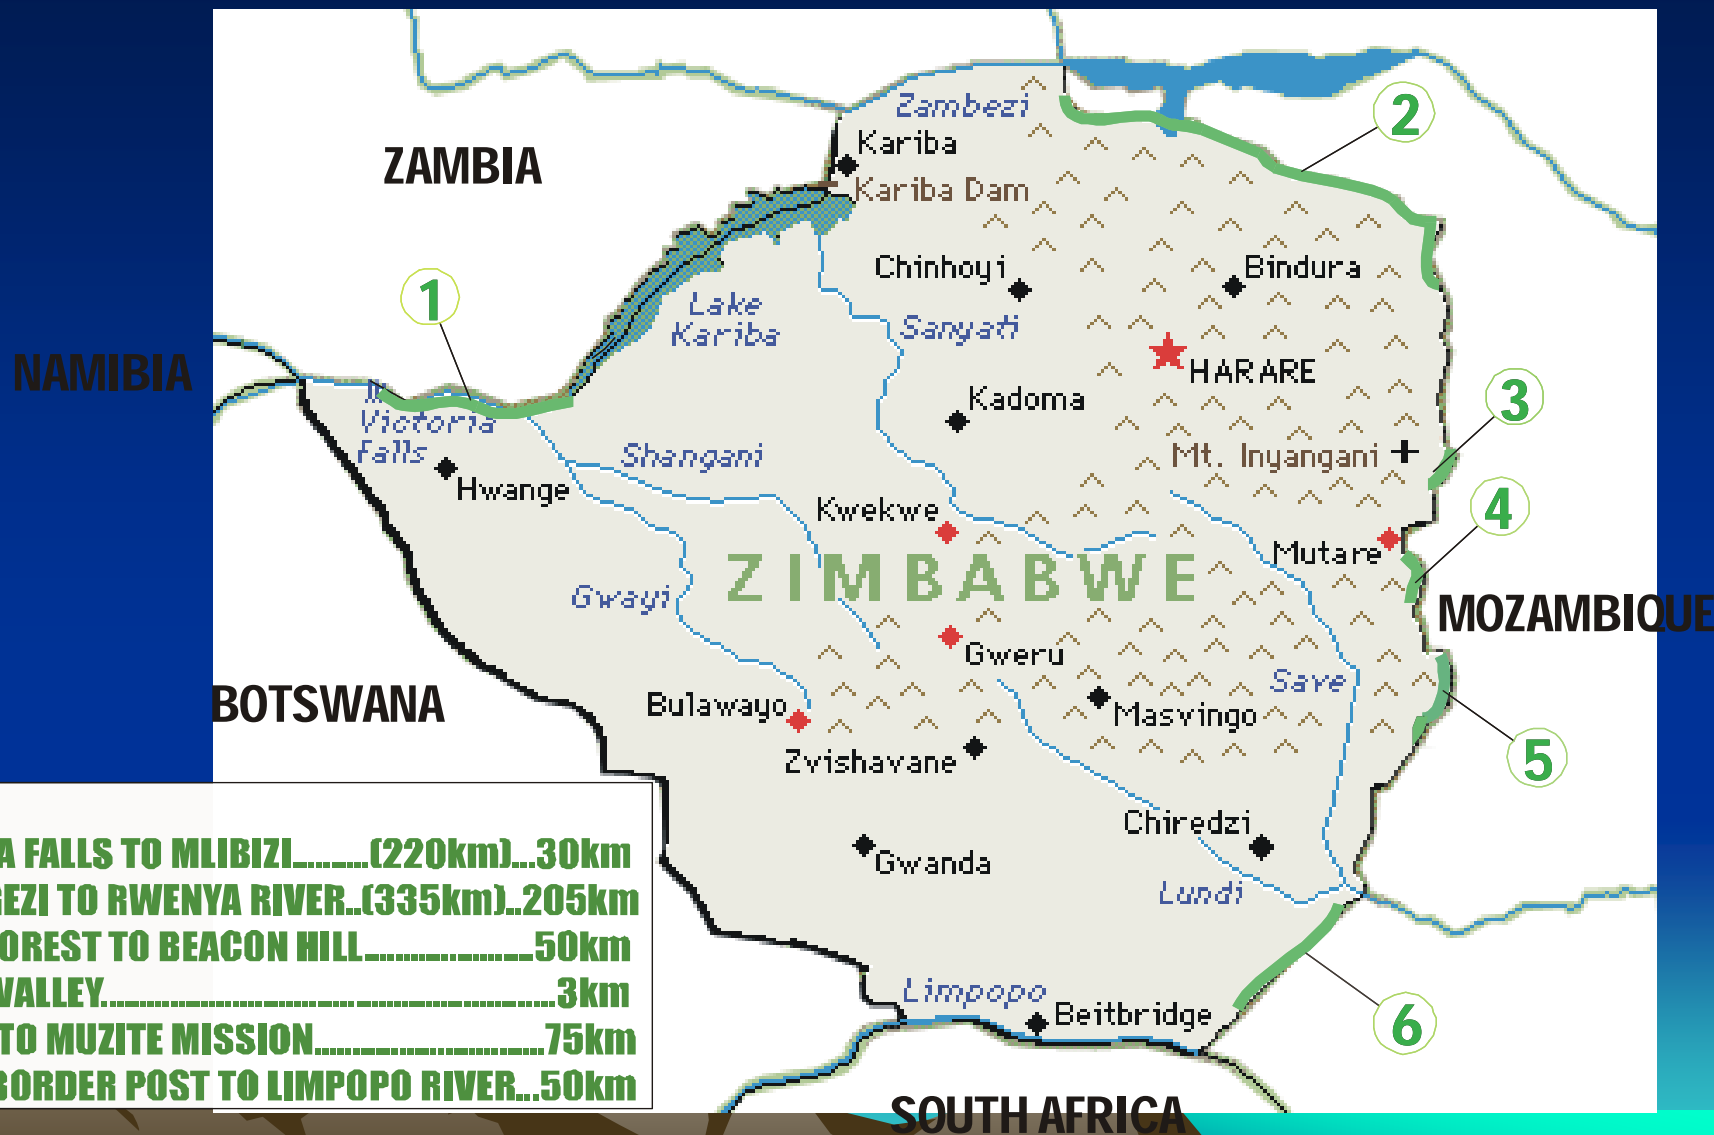 Zambezi
2
Kariba
ZAMBIA
Kariba Dam
Chinhoyi
Bindura
1
Lake
Kariba
Sanyati
NAMIBIA
HARARE
3
Kadoma
Victoria
Falls
Shangani
Mt. Inyangani
Hwange
Kwekwe
4
Mutare
ZIMBABWE
Gwayi
MOZAMBIQUE
Gweru
Save
BOTSWANA
Bulawayo
Masvingo
5
Zvishavane
Chiredzi
Gwanda
Lundi
A FALLS TO MLIBIZI..........(220km)...30km
EZI TO RWENYA RIVER..(335km)..205km
OREST TO BEACON HILL......................50km
VALLEY............................................................3km
TO MUZITE MISSION..............................75km
BORDER POST TO LIMPOPO RIVER...50km
Limpopo
Beitbridge
6
SOUTH AFRICA